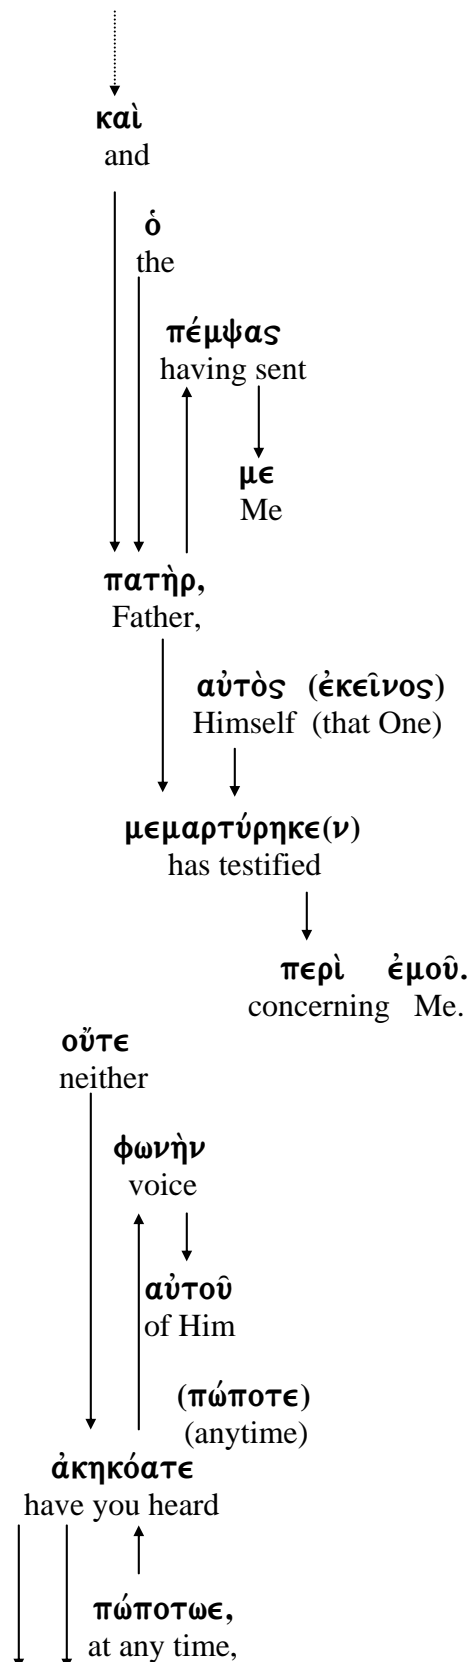 καὶ
and
ὁ
the
πέμψας
having sent
με
Me
πατὴρ,
Father,
αὐτὸς (ἐκεῖνος)
Himself (that One)
μεμαρτύρηκε(ν)
has testified
περὶ ἐμοῦ.
concerning Me.
οὔτε
neither
φωνὴν
voice
αὐτοῦ
of Him
(πώποτε)
(anytime)
ἀκηκόατε
have you heard
πώποτωε,
at any time,